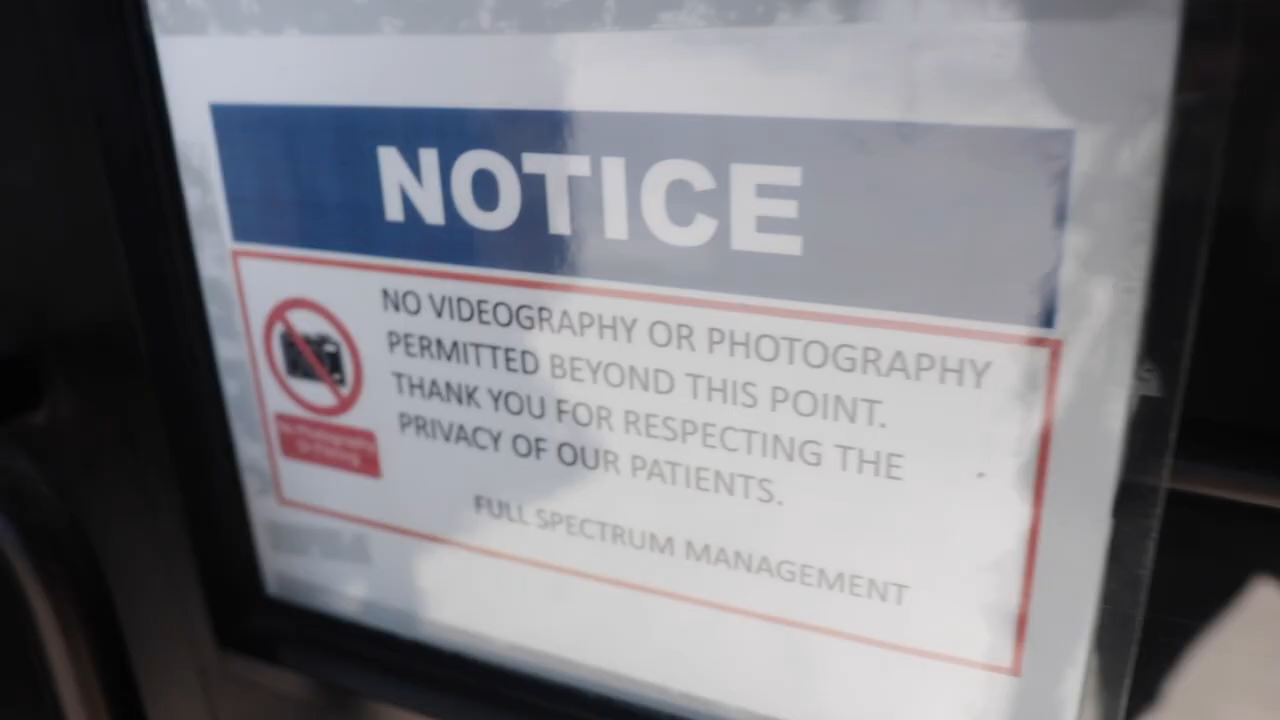 NOTICE
NO VIDEOGRAPHY OR PHOTOGRAPHY
PERMITTED BEYOND THIS POINT.
THANK YOU FOR RESPECTING THE
PRIVACY OF OUR PATIENTS.
FULL SPECTRUM MANAGEMENT